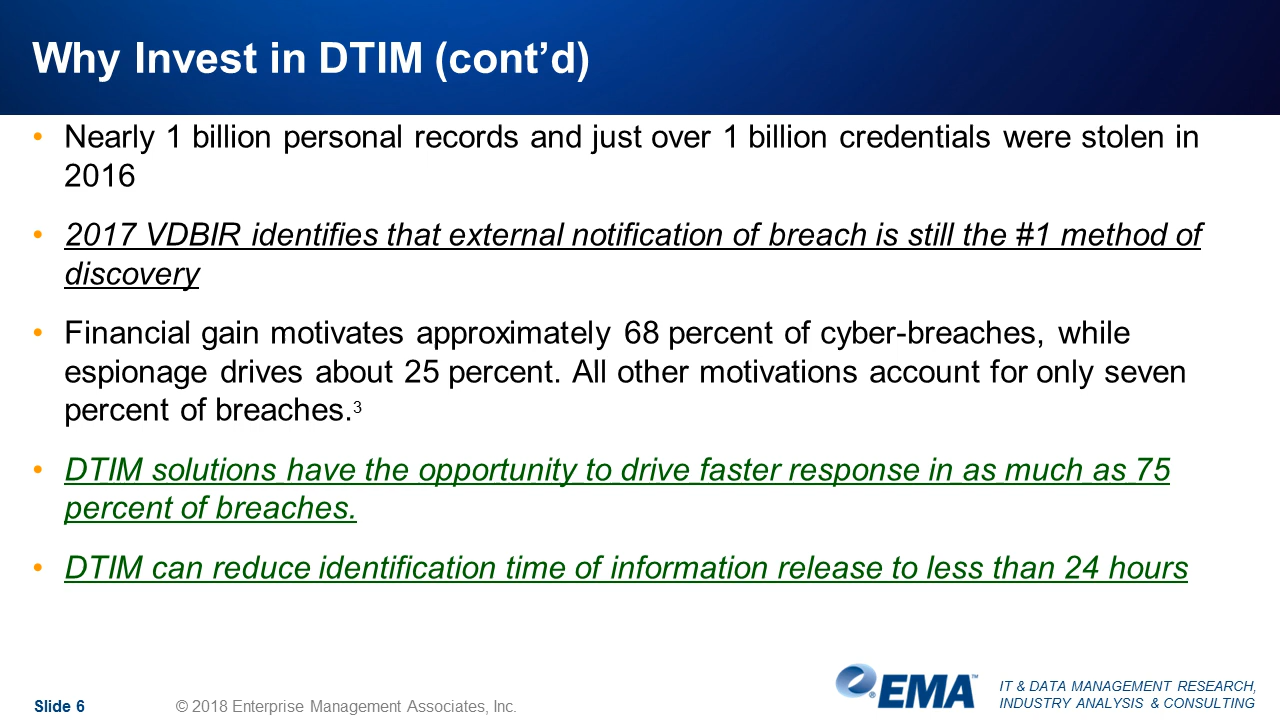 Why Invest in DTIM (cont’d)
• Nearly 1 billion personal records and just over 1 billion credentials were stolen in
2016
• 2017 VDBIR identifies that external notification of breach is still the #1 method of
discovery
• Financial gain motivates approximately 68 percent of cyber-breaches, while
espionage drives about 25 percent. All other motivations account for only seven
percent of breaches.³
• DTIM solutions have the opportunity to drive faster response in as much as 75
percent of breaches.
• DTIM can reduce identification time of information release to less than 24 hours
Slide 6
© 2018 Enterprise Management Associates, Inc.
®EMA™
IT & DATA MANAGEMENT RESEARCH,
INDUSTRY ANALYSIS & CONSULTING